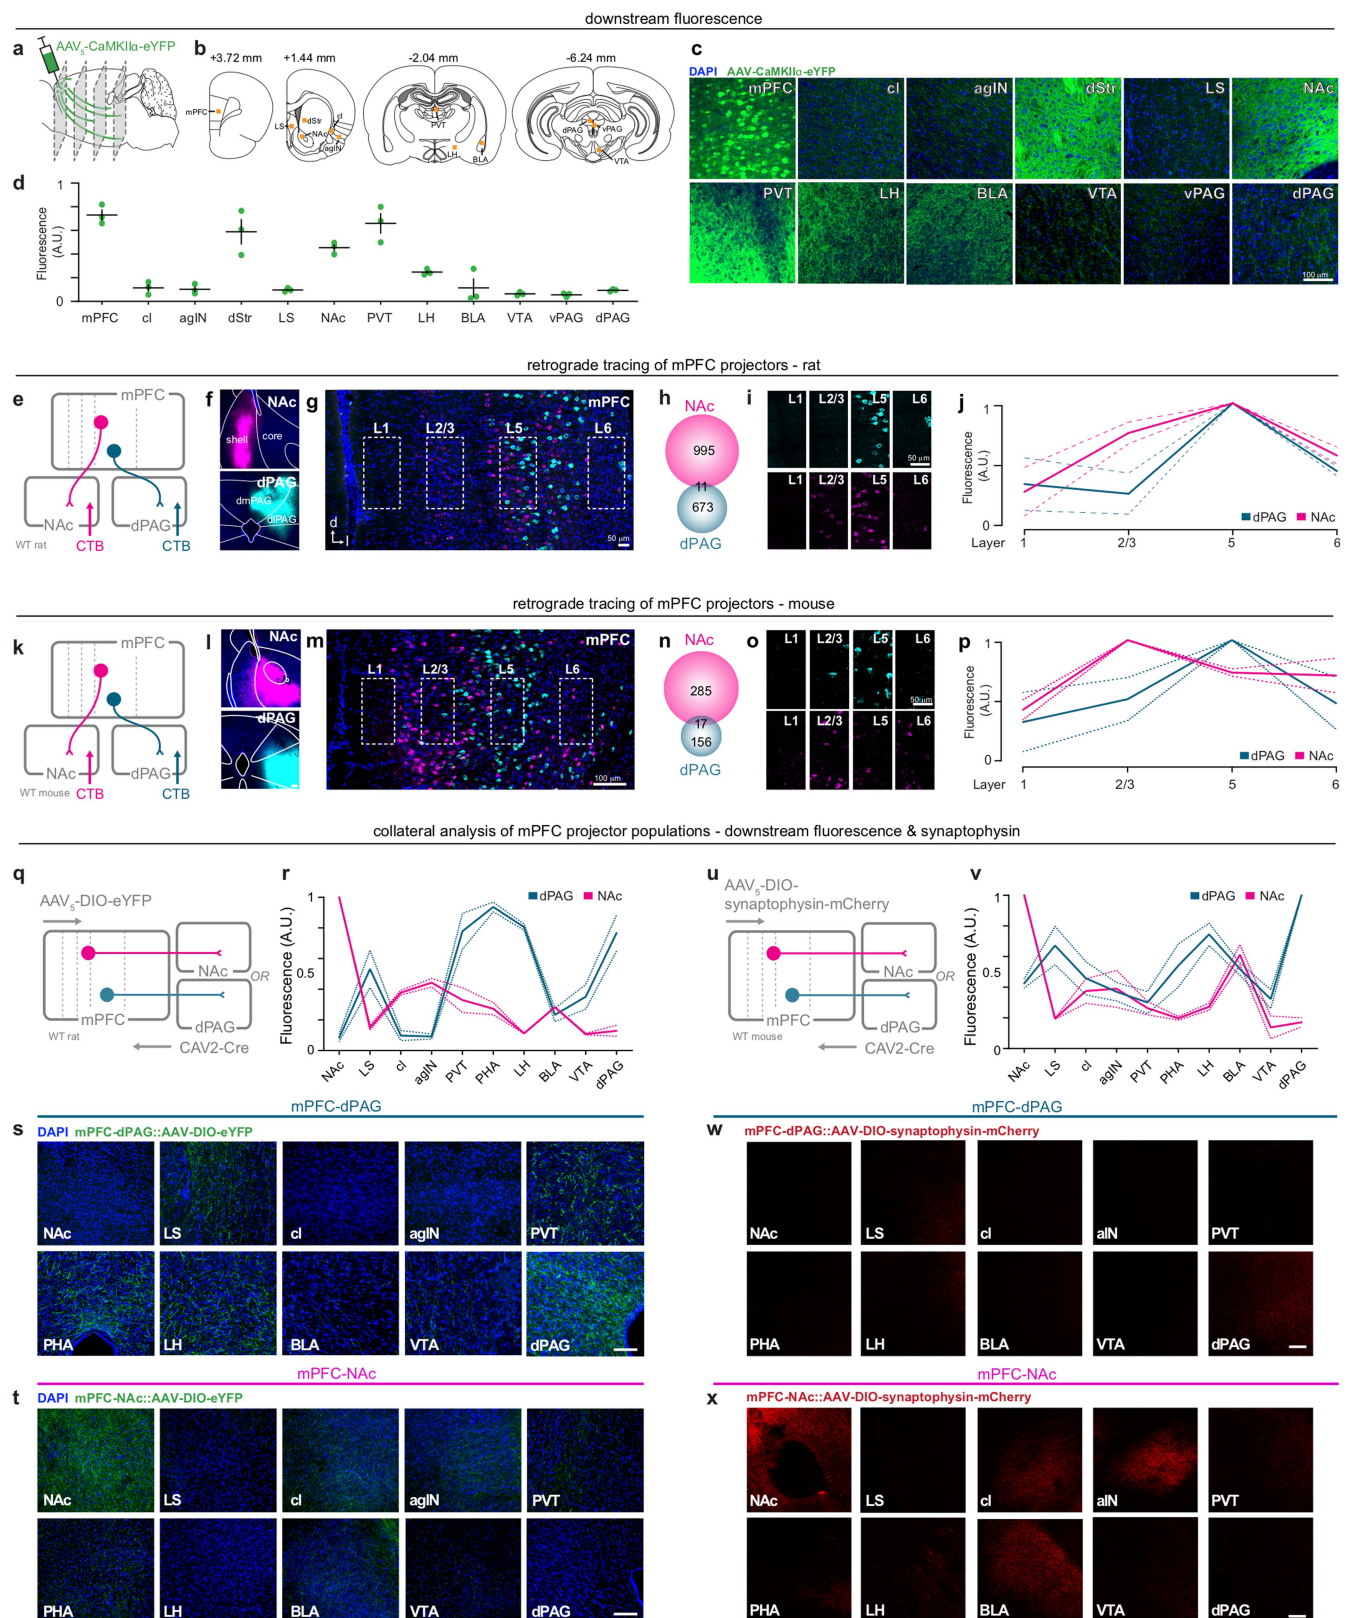 downstream fluorescence
a
AAV5-CaMKIIα-eYFP
b
+3.72 mm
+1.44 mm
-2.04 mm
-6.24 mm
mPFC
LS
dStr
NAc
cl
agIN
PVT
LH
BLA
dPAG
vPAG
VTA
c
DAPI AAV-CaMKIIα-eYFP
mPFC
cl
agIN
dStr
LS
NAc
PVT
LH
BLA
VTA
vPAG
dPAG
100 µm
d
Fluorescence
(A.U.)
1
0
mPFC cl agIN dStr LS NAc PVT LH BLA VTA vPAG dPAG
retrograde tracing of mPFC projectors - rat
e
mPFC
NAc
dPAG
WT rat
CTB
CTB
f
NAc
shell
core
dPAG
dmPAG
dlPAG
g
mPFC
L1
L2/3
L5
L6
d
l
50 µm
h
NAc
995
11
673
dPAG
i
L1
L2/3
L5
L6
50 µm
L1
L2/3
L5
L6
j
Fluorescence
(A.U.)
1
0
dPAG NAc
Layer 1 2/3 5 6
retrograde tracing of mPFC projectors - mouse
k
mPFC
NAc
dPAG
WT mouse
CTB
CTB
l
NAc
dPAG
m
mPFC
L1
L2/3
L5
L6
100 µm
n
NAc
285
17
156
dPAG
o
L1
L2/3
L5
L6
50µm
L1
L2/3
L5
L6
p
Fluorescence
(A.U.)
1
0
dPAG NAc
Layer 1 2/3 5 6
collateral analysis of mPFC projector populations - downstream fluorescence & synaptophysin
q
AAV5-DIO-eYFP
NAc
OR
dPAG
mPFC
WT rat
CAV2-Cre
r
Fluorescence (A.U.)
1
0.5
0
dPAG NAc
NAc LS cl agIN PVT PHA LH BLA VTA dPAG
u
AAV5-DIO-
synaptophysin-mCherry
NAc
OR
dPAG
mPFC
WT mouse
CAV2-Cre
v
Fluorescence (A.U.)
1
0.5
0
dPAG NAc
NAc LS cl agIN PVT PHA LH BLA VTA dPAG
mPFC-dPAG
s
DAPI mPFC-dPAG::AAV-DIO-eYFP
NAc
LS
cl
agIN
PVT
PHA
LH
BLA
VTA
dPAG
mPFC-dPAG
w
mPFC-dPAG::AAV-DIO-synaptophysin-mCherry
NAc
LS
cl
aIN
PVT
PHA
LH
BLA
VTA
dPAG
mPFC-NAc
t
DAPI mPFC-NAc::AAV-DIO-eYFP
NAc
LS
cl
agIN
PVT
PHA
LH
BLA
VTA
dPAG
mPFC-NAc
x
mPFC-NAc::AAV-DIO-synaptophysin-mCherry
NAc
LS
cl
aIN
PVT
PHA
LH
BLA
VTA
dPAG